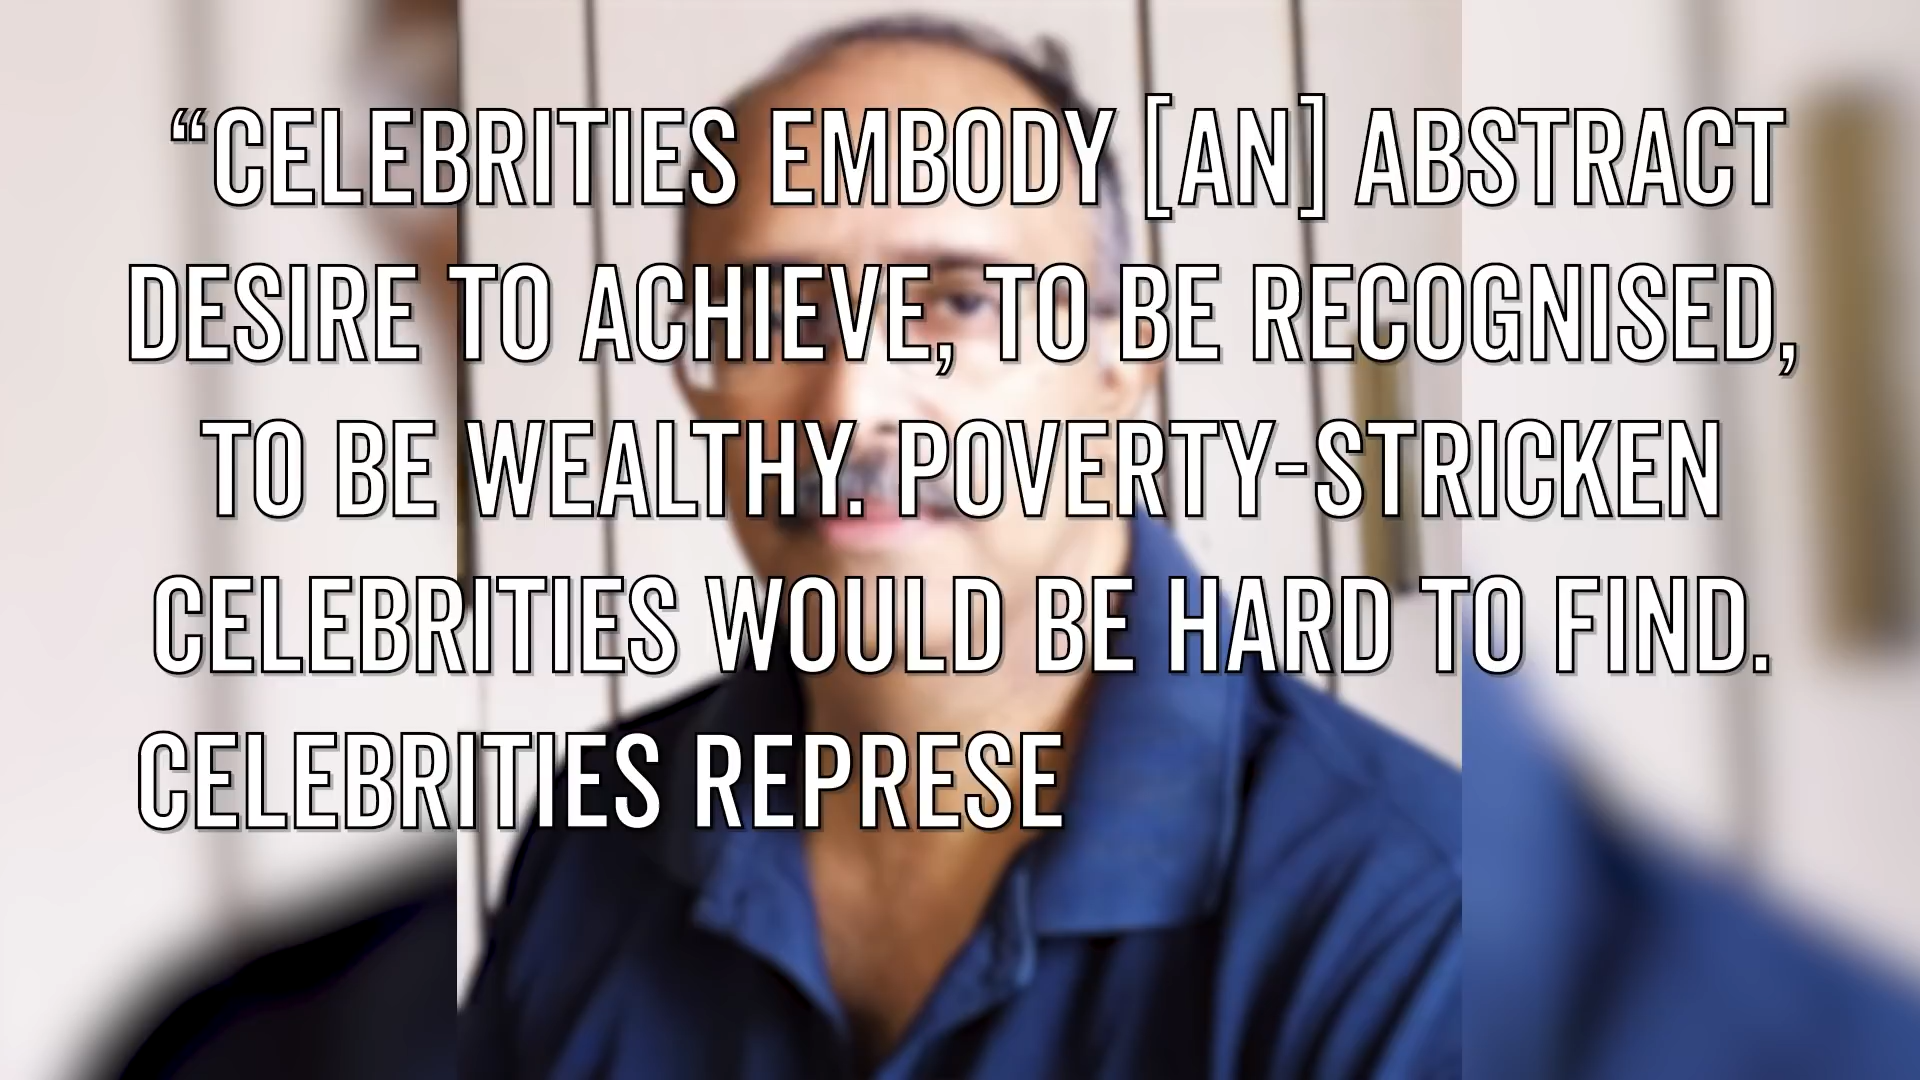 “CELEBRITIES EMBODY [AN] ABSTRACT
DESIRE TO ACHIEVE, TO BE RECOGNISED,
TO BE WEALTHY. POVERTY-STRICKEN
CELEBRITIES WOULD BE HARD TO FIND.
CELEBRITIES REPRESE